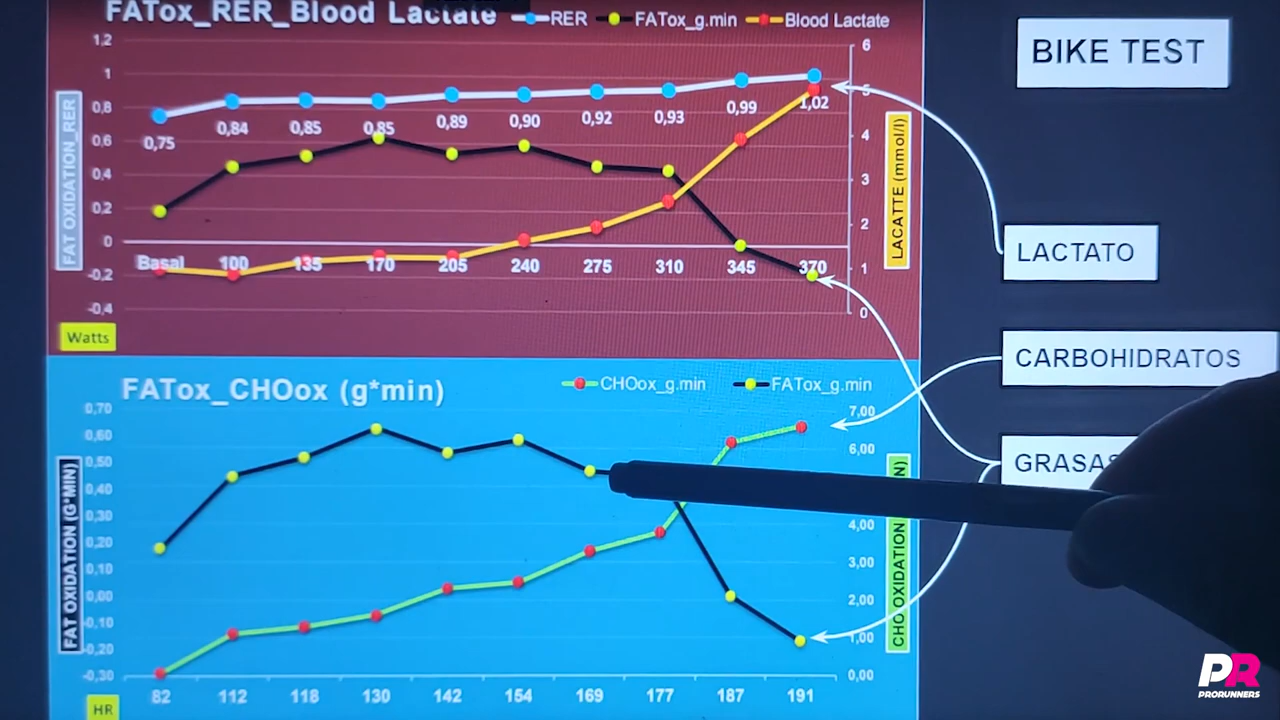 FATox_RER_Blood Lactate
RER FATox_g.min Blood Lactate
BIKE TEST
1,2
1
0,8
0,6
0,4
0,2
0
-0,2
-0,4
FAT OXIDATION_RER
0,75 0,84 0,85 0,85 0,89 0,90 0,92 0,93 0,99 1,02
Basal 100 135 170 205 240 275 310 345 370
6
5
4
3
2
1
0
LACATTE (mmol/l)
Watts
LACTATO
CARBOHIDRATOS
GRASAS
FATox_CHOox (g*min)
CHOox_g.min FATox_g.min
0,70
0,60
0,50
0,40
0,30
0,20
0,10
0,00
-0,10
-0,20
-0,30
FAT OXIDATION (G*MIN)
7,00
6,00
4,00
3,00
2,00
1,00
0,00
CHO OXIDATION
82 112 118 130 142 154 169 177 187 191
HR
PR
PRORUNNERS